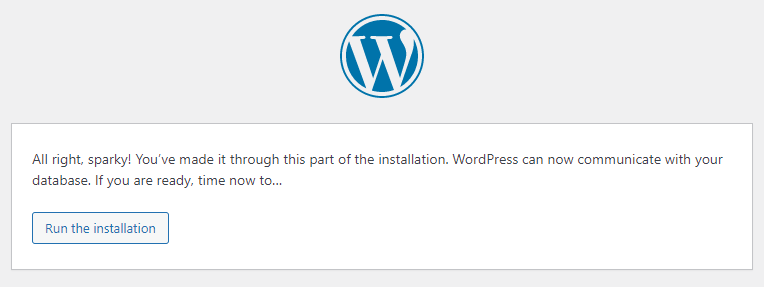 All right, sparky! You’ve made it through this part of the installation. WordPress can now communicate with your
database. If you are ready, time now to…
Run the installation